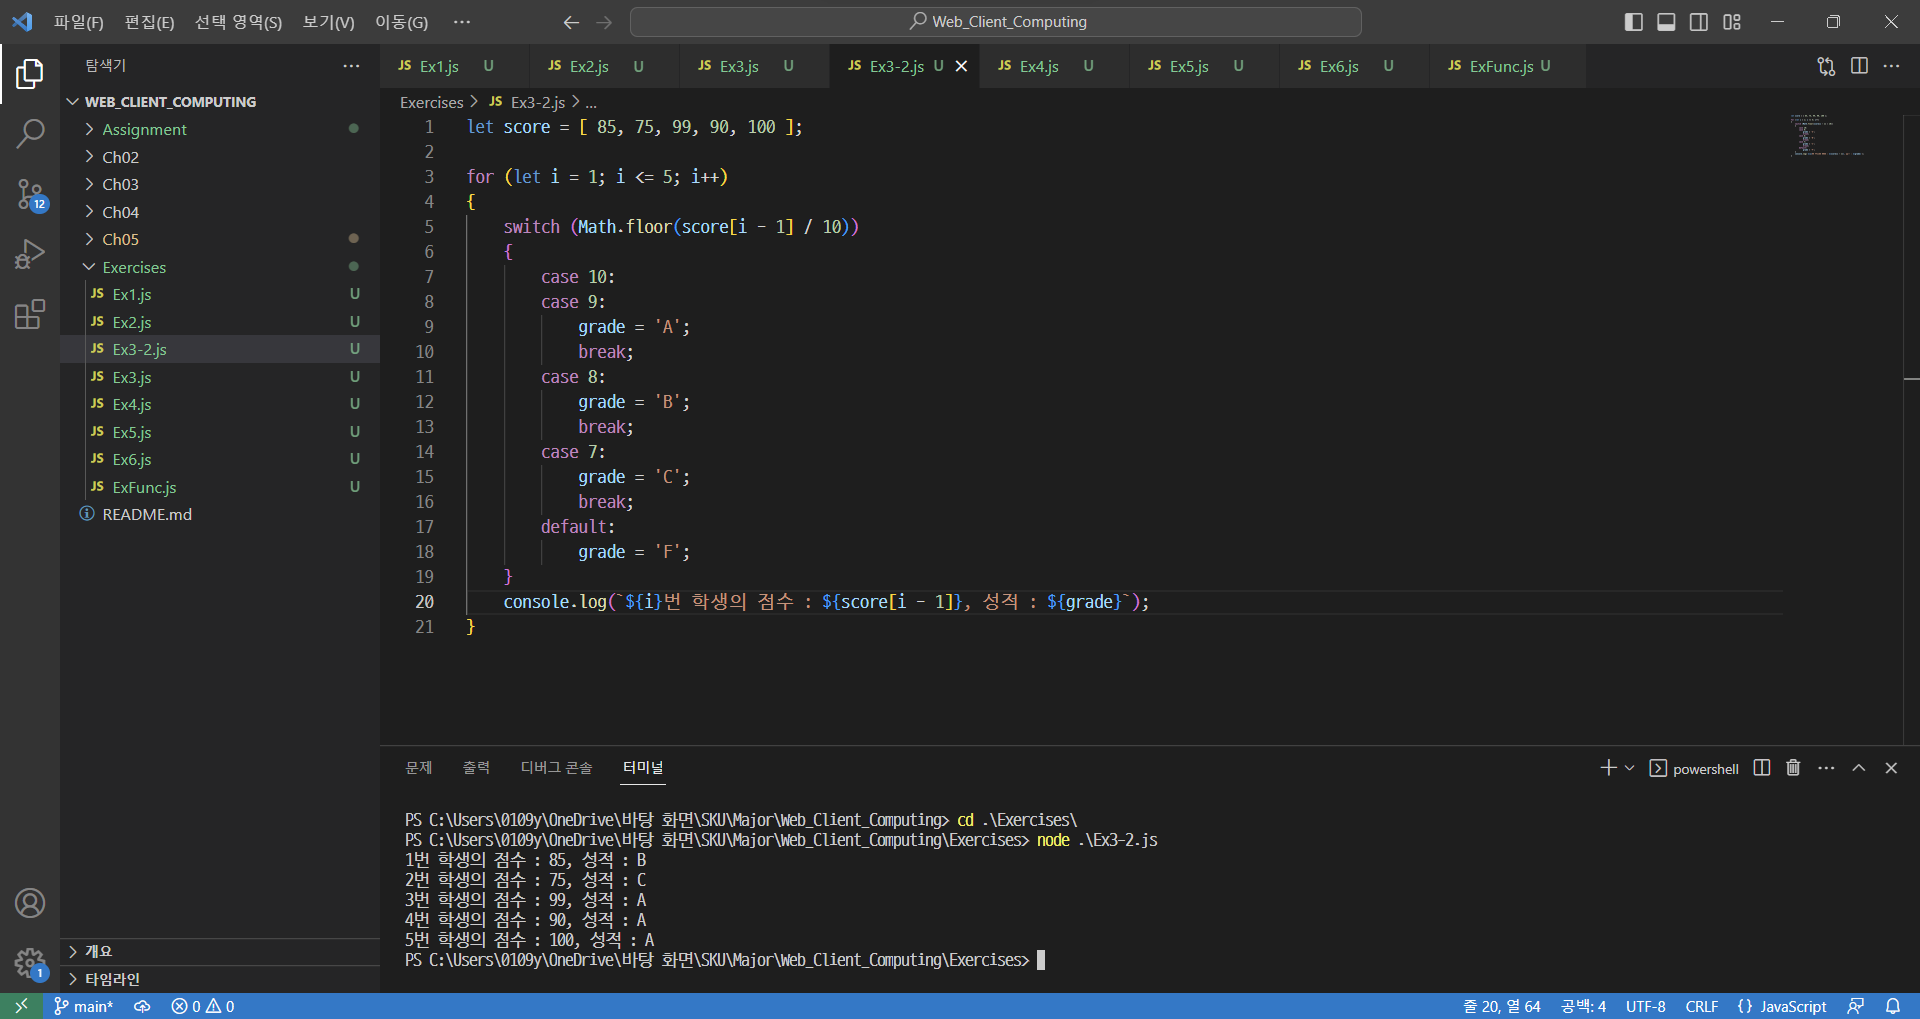 파일(F) 편집(E) 선택 영역(S) 보기(V) 이동(G) ··· Web_Client_Computing
탐색기
WEB_CLIENT_COMPUTING
Assignment
Ch02
Ch03
Ch04
Ch05
Exercises
JS Ex1.js U
JS Ex2.js U
JS Ex3-2.js U
JS Ex3.js U
JS Ex4.js U
JS Ex5.js U
JS Ex6.js U
JS ExFunc.js U
README.md
개요
타임라인
12
1
JS Ex1.js U JS Ex2.js U JS Ex3.js U JS Ex3-2.js U JS Ex4.js U JS Ex5.js U JS Ex6.js U JS ExFunc.js U
Exercises > JS Ex3-2.js > ...
1 let score = [ 85, 75, 99, 90, 100 ];
2
3 for (let i = 1; i <= 5; i++)
4 {
5 switch (Math.floor(score[i - 1] / 10))
6 {
7 case 10:
8 case 9:
9 grade = 'A';
10 break;
11 case 8:
12 grade = 'B';
13 break;
14 case 7:
15 grade = 'C';
16 break;
17 default:
18 grade = 'F';
19 }
20 console.log(`${i}번 학생의 점수 : ${score[i - 1]}, 성적 : ${grade}`);
21 }
문제 출력 디버그 콘솔 터미널 powershell
PS C:\Users\0109y\OneDrive\바탕 화면\SKU\Major\Web_Client_Computing> cd .\Exercises\
PS C:\Users\0109y\OneDrive\바탕 화면\SKU\Major\Web_Client_Computing\Exercises> node .\Ex3-2.js
1번 학생의 점수 : 85, 성적 : B
2번 학생의 점수 : 75, 성적 : C
3번 학생의 점수 : 99, 성적 : A
4번 학생의 점수 : 90, 성적 : A
5번 학생의 점수 : 100, 성적 : A
PS C:\Users\0109y\OneDrive\바탕 화면\SKU\Major\Web_Client_Computing\Exercises>
main* 0 0 줄 20, 열 64 공백: 4 UTF-8 CRLF {} JavaScript